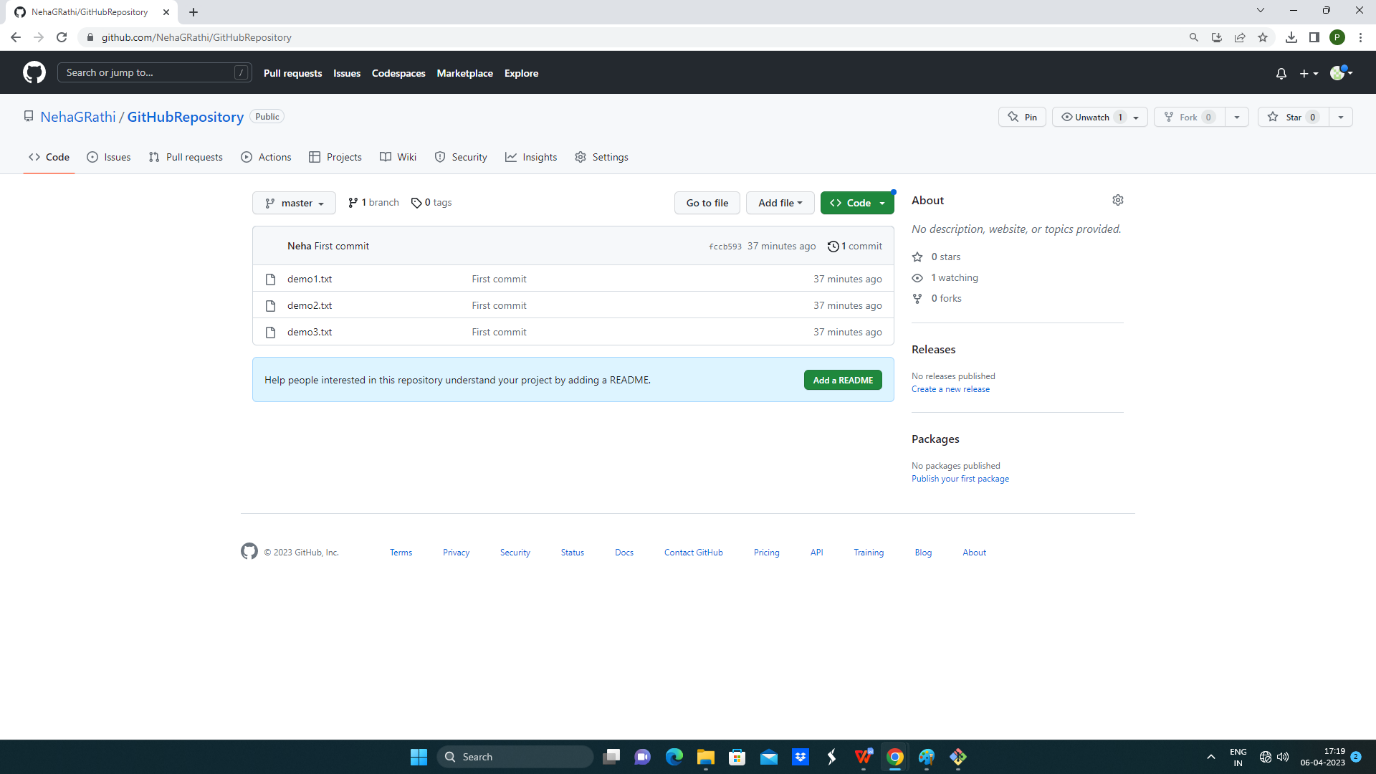 NehaGRathi/GitHubRepository
github.com/NehaGRathi/GitHubRepository
P
Search or jump to... /
Pull requests Issues Codespaces Marketplace Explore
NehaGRathi / GitHubRepository Public
Pin Unwatch 1 Fork 0 Star 0
Code Issues Pull requests Actions Projects Wiki Security Insights Settings
master 1 branch 0 tags Go to file Add file Code
Neha First commit fccb593 37 minutes ago 1 commit
demo1.txt First commit 37 minutes ago
demo2.txt First commit 37 minutes ago
demo3.txt First commit 37 minutes ago
Help people interested in this repository understand your project by adding a README. Add a README
About
No description, website, or topics provided.
0 stars
1 watching
0 forks
Releases
No releases published
Create a new release
Packages
No packages published
Publish your first package
© 2023 GitHub, Inc. Terms Privacy Security Status Docs Contact GitHub Pricing API Training Blog About
Search
ENG
IN
17:19
06-04-2023
2